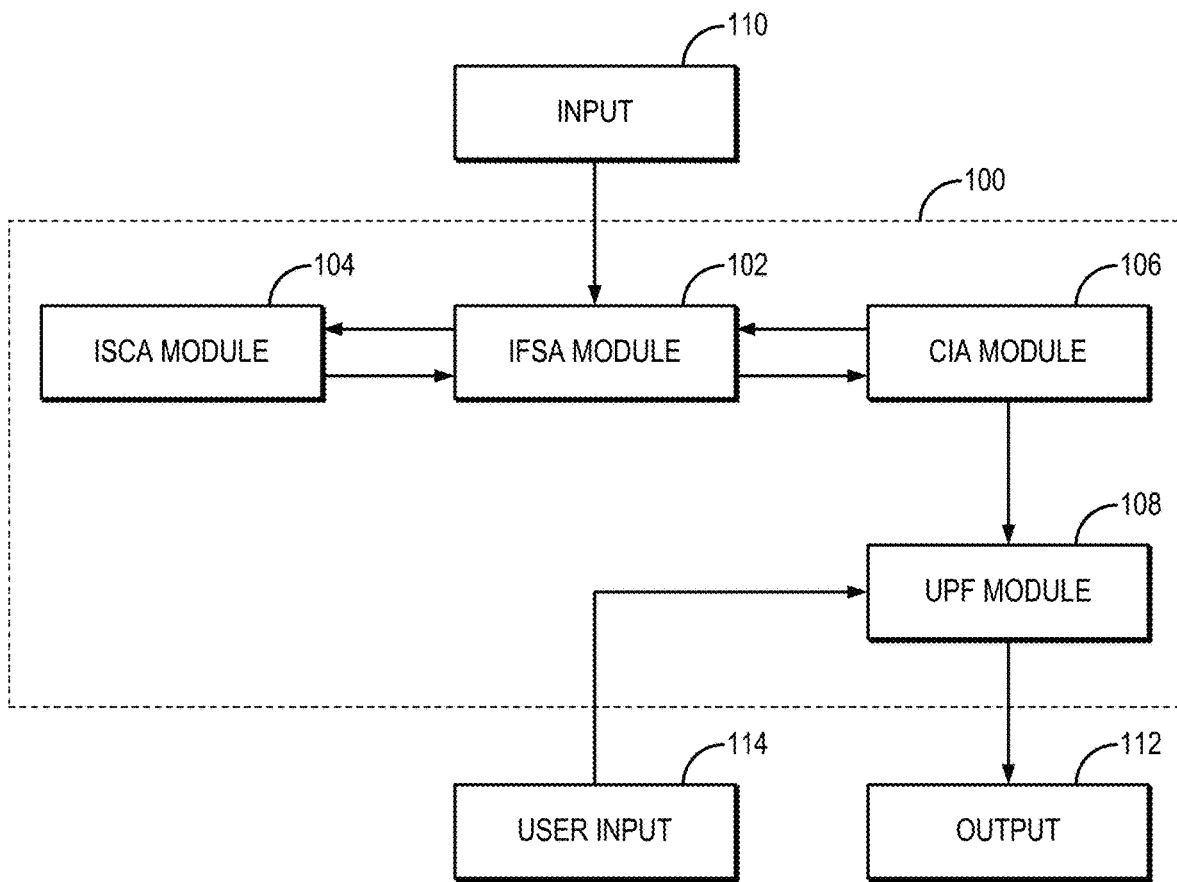 110
INPUT
100
104
102
106
ISCA MODULE
IFSA MODULE
CIA MODULE
108
UPF MODULE
114
112
USER INPUT
OUTPUT